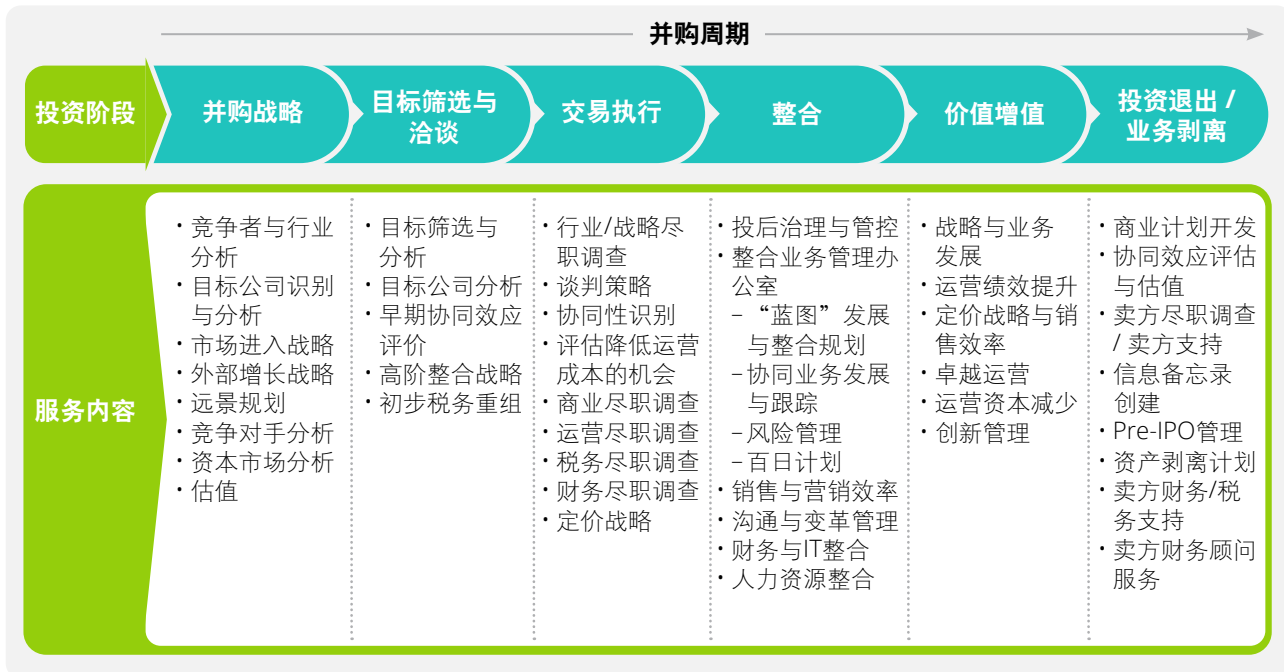 并购周期
投资阶段
并购战略
目标筛选与
洽谈
交易执行
整合
价值增值
投资退出 /
业务剥离
服务内容
· 竞争者与行业
分析
· 目标公司识别
与分析
· 市场进入战略
· 外部增长战略
· 远景规划
· 竞争对手分析
· 资本市场分析
· 估值
· 目标筛选与
分析
· 目标公司分析
· 早期协同效应
评价
· 高阶整合战略
· 初步税务重组
· 行业/战略尽
职调查
· 谈判策略
· 协同性识别
· 评估降低运营
成本的机会
· 商业尽职调查
· 运营尽职调查
· 税务尽职调查
· 财务尽职调查
· 定价战略
· 投后治理与管控
· 整合业务管理办
公室
– “蓝图”发展
与整合规划
– 协同业务发展
与跟踪
– 风险管理
– 百日计划
· 销售与营销效率
· 沟通与变革管理
· 财务与IT整合
· 人力资源整合
· 战略与业务
发展
· 运营绩效提升
· 定价战略与销
售效率
· 卓越运营
· 运营资本减少
· 创新管理
· 商业计划开发
· 协同效应评估
与估值
· 卖方尽职调查
/ 卖方支持
· 信息备忘录
创建
· Pre-IPO管理
· 资产剥离计划
· 卖方财务/税
务支持
· 卖方财务顾问
服务